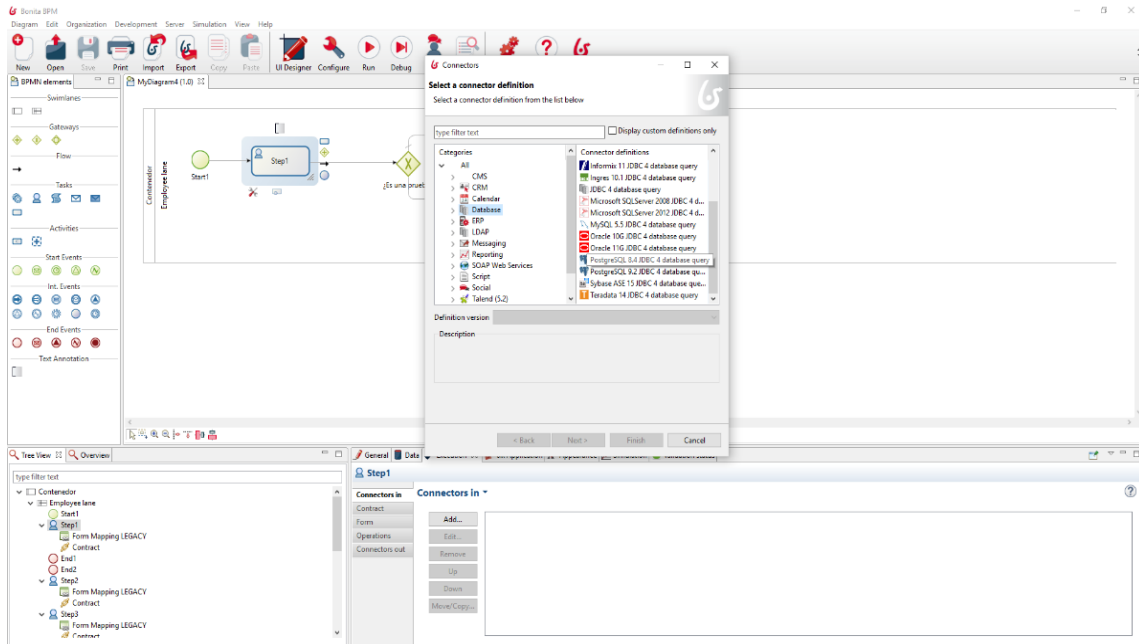 Bonita BPM
Diagram Edit Organization Development Server Simulation View Help
New Open Save Print Import Export Copy Paste UI Designer Configure Run Debug
BPMN elements
MyDiagram4 (1.0)
Swimlanes
Gateways
Flow
Tasks
Activities
Start Events
Int. Events
End Events
Text Annotation
Contenedor
Employee lane
Start1
Step1
¿Es una prueb
Connectors
Select a connector definition
Select a connector definition from the list below
type filter text
Display custom definitions only
Categories
All
CMS
CRM
Calendar
Database
ERP
LDAP
Messaging
Reporting
SOAP Web Services
Script
Social
Talend (5.2)
Connector definitions
Informix 11 JDBC 4 database query
Ingres 10.1 JDBC 4 database query
JDBC 4 database query
Microsoft SQLServer 2008 JDBC 4 d...
Microsoft SQLServer 2012 JDBC 4 d...
MySQL 5.5 JDBC 4 database query
Oracle 10G JDBC 4 database query
Oracle 11G JDBC 4 database query
PostgreSQL 8.4 JDBC 4 database query
PostgreSQL 9.2 JDBC 4 database qu...
Sybase ASE 15 JDBC 4 database que...
Teradata 14 JDBC 4 database query
Definition version
Description
< Back Next > Finish Cancel
Tree View Overview
type filter text
Contenedor
Employee lane
Start1
Step1
Form Mapping LEGACY
Contract
End1
End2
Step2
Form Mapping LEGACY
Contract
Step3
Form Mapping LEGACY
Contract
General Data
Step1
Connectors in
Contract
Form
Operations
Connectors out
Connectors in
Add...
Edit...
Remove
Up
Down
Move/Copy...